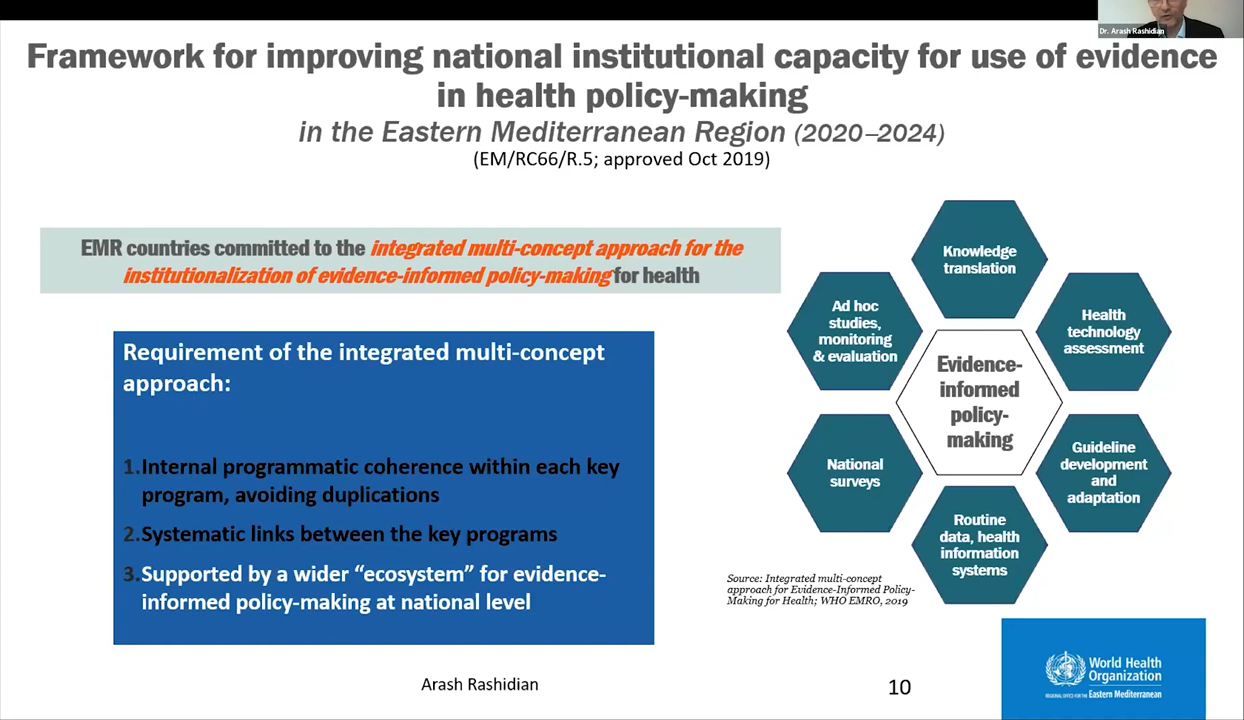 Dr. Arash Rashidian
Framework for improving national institutional capacity for use of evidence
in health policy-making
in the Eastern Mediterranean Region (2020–2024)
(EM/RC66/R.5; approved Oct 2019)
EMR countries committed to the integrated multi-concept approach for the
institutionalization of evidence-informed policy-making for health
Requirement of the integrated multi-concept
approach:
1.Internal programmatic coherence within each key
program, avoiding duplications
2.Systematic links between the key programs
3.Supported by a wider “ecosystem” for evidence-
informed policy-making at national level
Knowledge
translation
Ad hoc
studies,
monitoring
& evaluation
Health
technology
assessment
Evidence-
informed
policy-
making
National
surveys
Guideline
development
and
adaptation
Routine
data, health
information
systems
Source: Integrated multi-concept
approach for Evidence-Informed Policy-
Making for Health; WHO EMRO, 2019
World Health
Organization
REGIONAL OFFICE FOR THE Eastern Mediterranean
Arash Rashidian
10